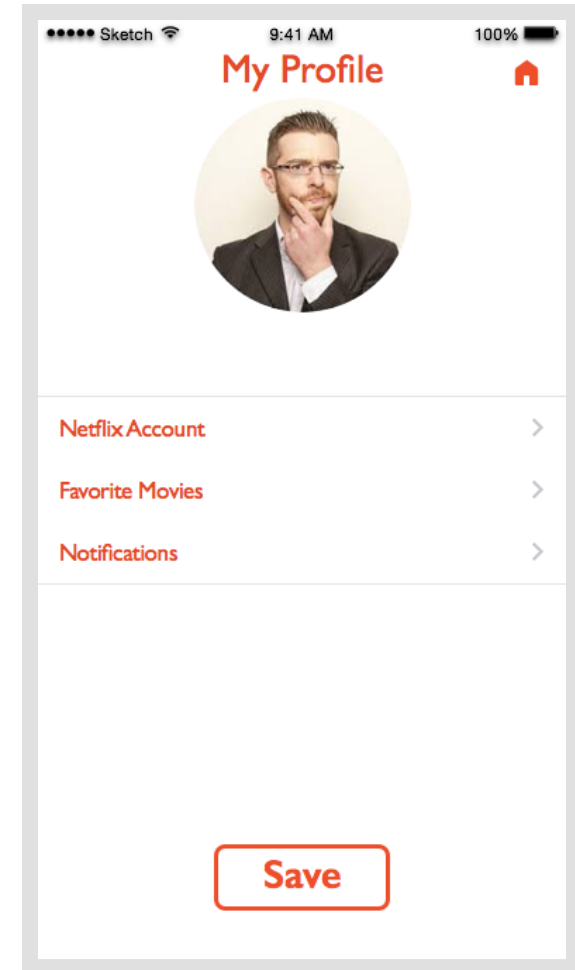 Sketch 9:41 AM 100%
My Profile
Netflix Account
Favorite Movies
Notifications
Save